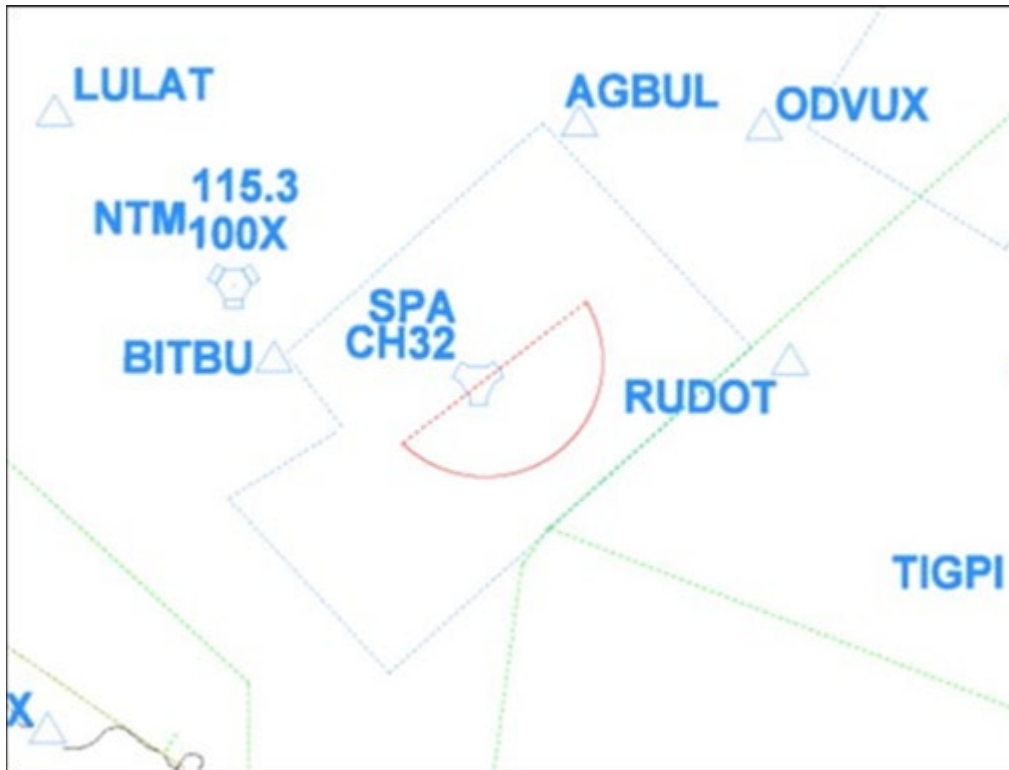 LULAT
AGBUL
ODVUX
115.3
NTM
100X
SPA
CH32
BITBU
RUDOT
TIGPI
X